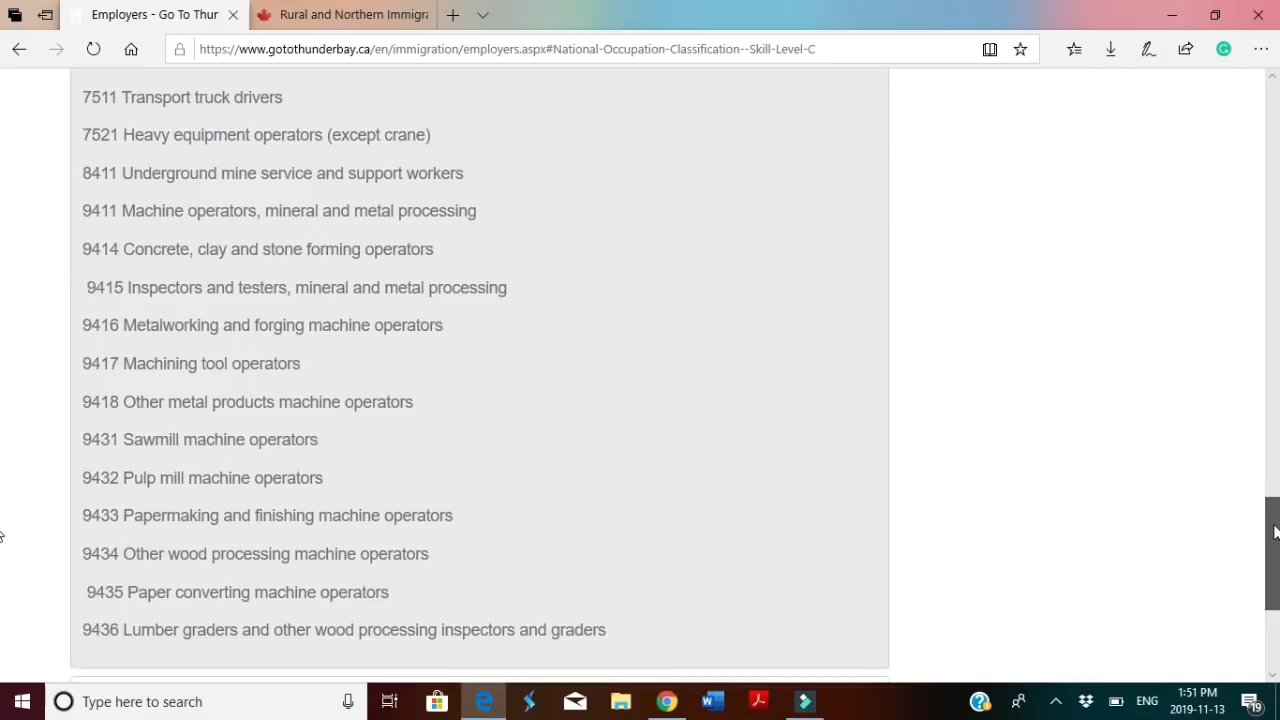 Employers - Go To Thur
Rural and Northern Immigra
https://www.gotothunderbay.ca/en/immigration/employers.aspx#National-Occupation-Classification--Skill-Level-C
7511 Transport truck drivers
7521 Heavy equipment operators (except crane)
8411 Underground mine service and support workers
9411 Machine operators, mineral and metal processing
9414 Concrete, clay and stone forming operators
9415 Inspectors and testers, mineral and metal processing
9416 Metalworking and forging machine operators
9417 Machining tool operators
9418 Other metal products machine operators
9431 Sawmill machine operators
9432 Pulp mill machine operators
9433 Papermaking and finishing machine operators
9434 Other wood processing machine operators
9435 Paper converting machine operators
9436 Lumber graders and other wood processing inspectors and graders
Type here to search
ENG
1:51 PM
2019-11-13
19